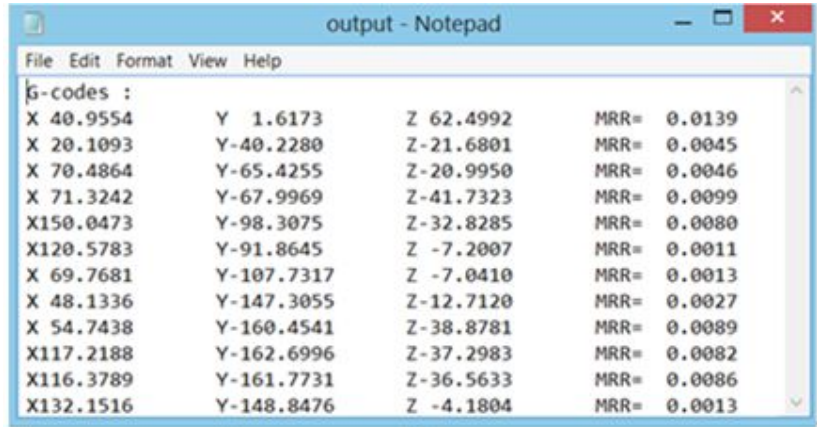 output - Notepad
File Edit Format View Help
G-codes :
X 40.9554 Y 1.6173 Z 62.4992 MRR= 0.0139
X 20.1093 Y-40.2280 Z-21.6801 MRR= 0.0045
X 70.4864 Y-65.4255 Z-20.9950 MRR= 0.0046
X 71.3242 Y-67.9969 Z-41.7323 MRR= 0.0099
X150.0473 Y-98.3075 Z-32.8285 MRR= 0.0080
X120.5783 Y-91.8645 Z -7.2007 MRR= 0.0011
X 69.7681 Y-107.7317 Z -7.0410 MRR= 0.0013
X 48.1336 Y-147.3055 Z-12.7120 MRR= 0.0027
X 54.7438 Y-160.4541 Z-38.8781 MRR= 0.0089
X117.2188 Y-162.6996 Z-37.2983 MRR= 0.0082
X116.3789 Y-161.7731 Z-36.5633 MRR= 0.0086
X132.1516 Y-148.8476 Z -4.1804 MRR= 0.0013